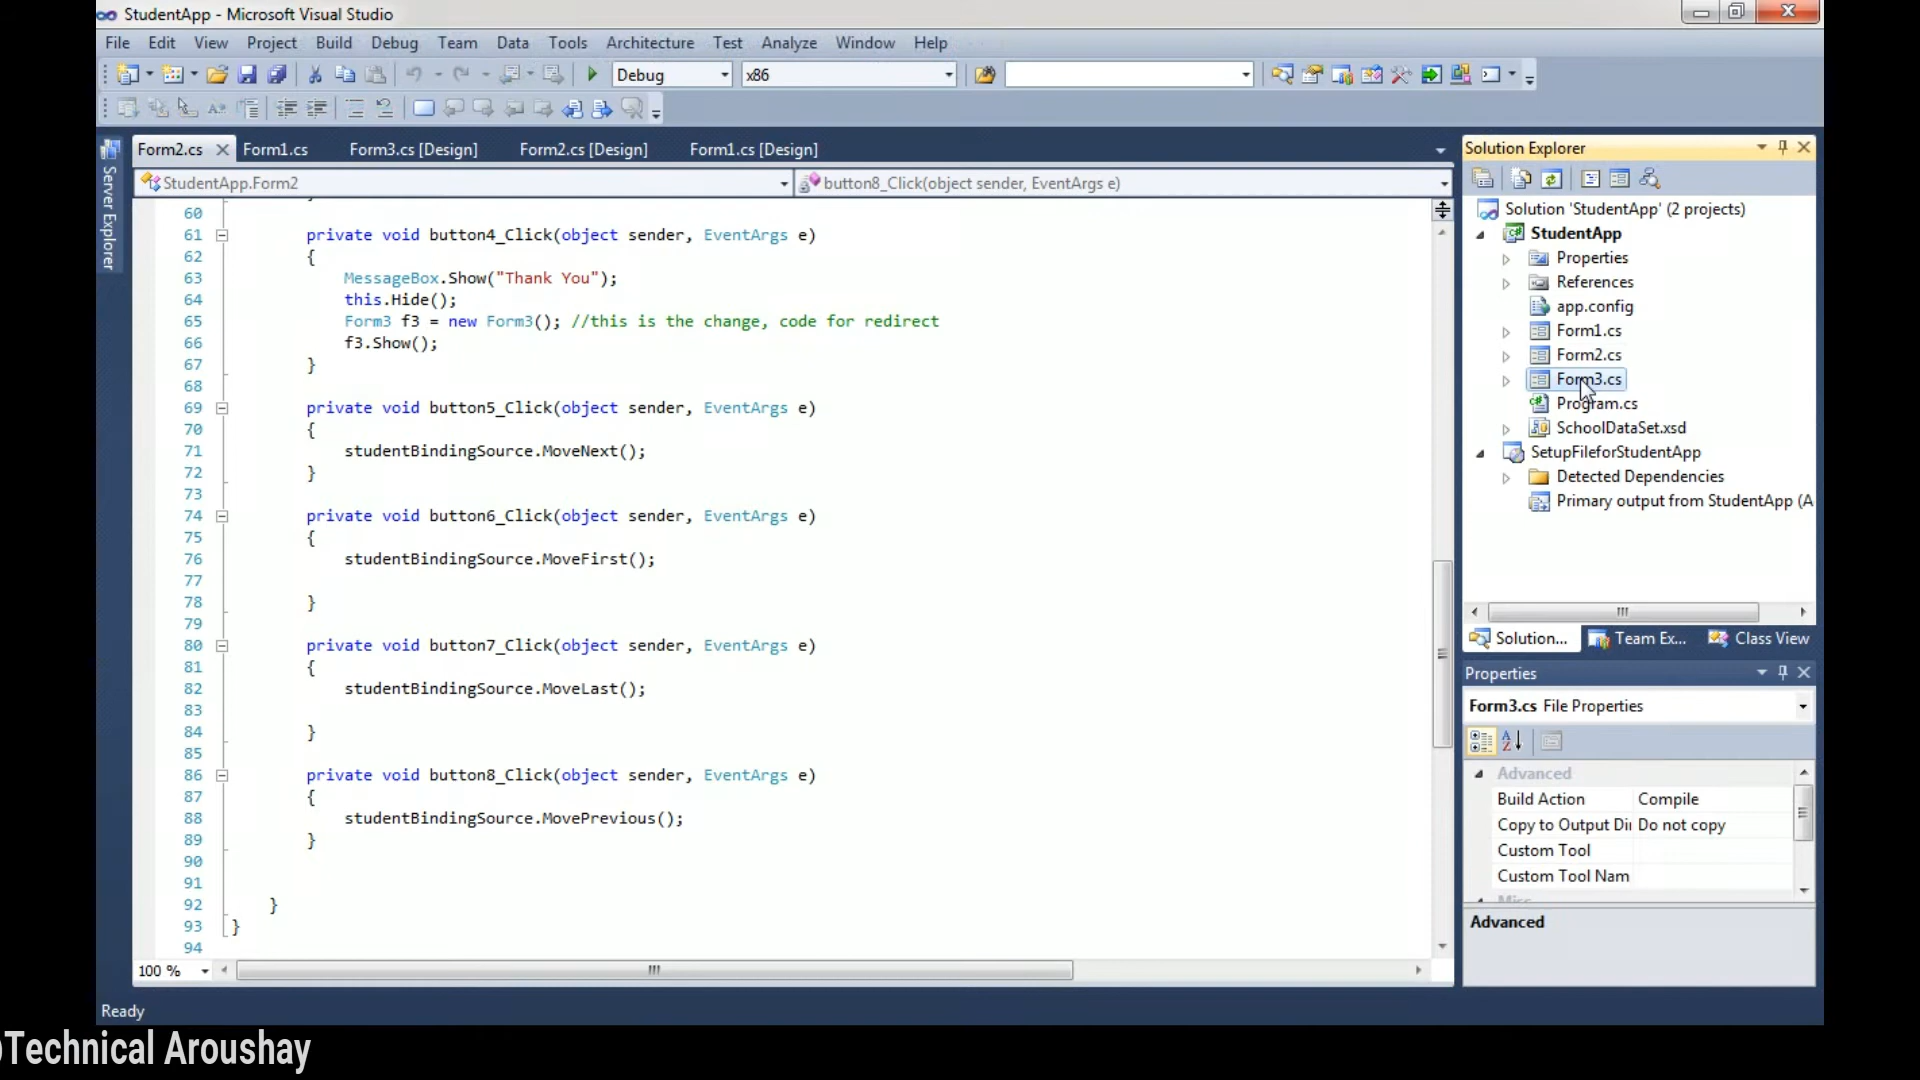 StudentApp - Microsoft Visual Studio
File Edit View Project Build Debug Team Data Tools Architecture Test Analyze Window Help
Debug x86
Form2.cs Form1.cs Form3.cs [Design] Form2.cs [Design] Form1.cs [Design]
Server Explorer
StudentApp.Form2 button8_Click(object sender, EventArgs e)
60
61 private void button4_Click(object sender, EventArgs e)
62 {
63 MessageBox.Show("Thank You");
64 this.Hide();
65 Form3 f3 = new Form3(); //this is the change, code for redirect
66 f3.Show();
67 }
68
69 private void button5_Click(object sender, EventArgs e)
70 {
71 studentBindingSource.MoveNext();
72 }
73
74 private void button6_Click(object sender, EventArgs e)
75 {
76 studentBindingSource.MoveFirst();
77
78 }
79
80 private void button7_Click(object sender, EventArgs e)
81 {
82 studentBindingSource.MoveLast();
83
84 }
85
86 private void button8_Click(object sender, EventArgs e)
87 {
88 studentBindingSource.MovePrevious();
89 }
90
91
92 }
93 }
94
100 %
Solution Explorer
Solution 'StudentApp' (2 projects)
StudentApp
Properties
References
app.config
Form1.cs
Form2.cs
Form3.cs
Program.cs
SchoolDataSet.xsd
SetupFileforStudentApp
Detected Dependencies
Primary output from StudentApp (A
Solution... Team Ex... Class View
Properties
Form3.cs File Properties
Advanced
Build Action Compile
Copy to Output Dir Do not copy
Custom Tool
Custom Tool Nam
Misc
Advanced
Ready
Technical Aroushay